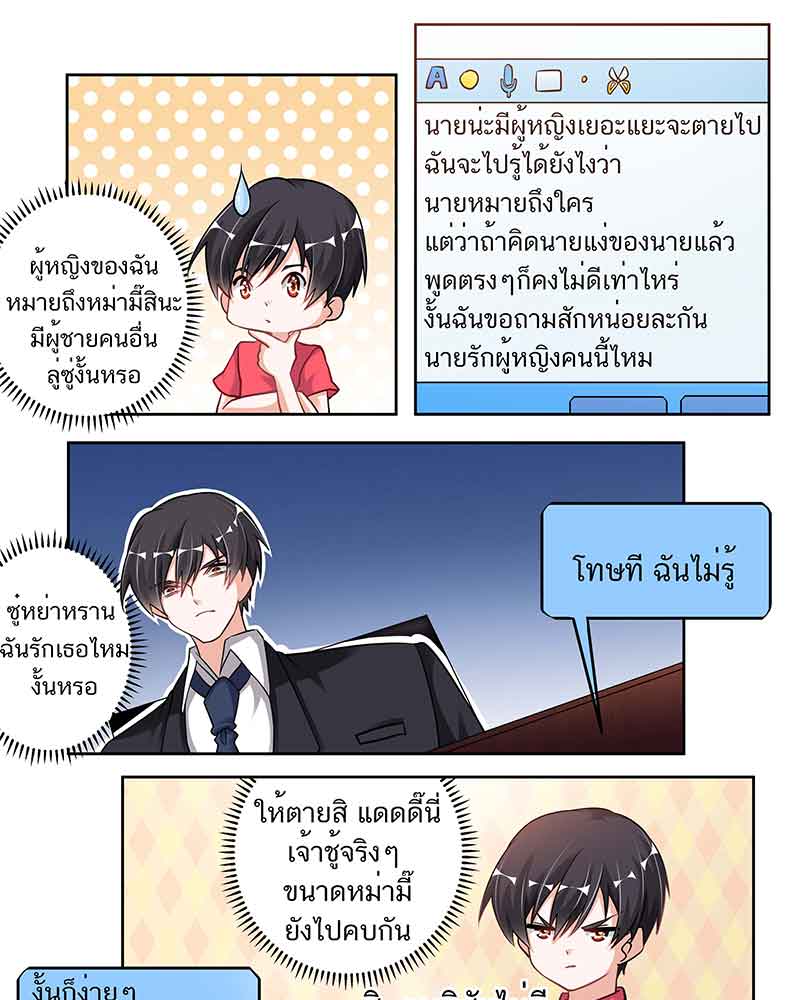 ผู้หญิงของฉัน
หมายถึงหม่ามี๊สินะ
มีผู้ชายคนอื่น
ลู่ซู่งั้นหรอ
A
นายน่ะมีผู้หญิงเยอะแยะจะตายไป
ฉันจะไปรู้ได้ยังไงว่า
นายหมายถึงใคร
แต่ว่าถ้าคิดนายแง่ของนายแล้ว
พูดตรงๆก็คงไม่ดีเท่าไหร่
งั้นฉันขอถามสักหน่อยละกัน
นายรักผู้หญิงคนนี้ไหม
โทษที ฉันไม่รู้
ซู๋หย่าหราน
ฉันรักเธอไหม
งั้นหรอ
ให้ตายสิ แดดดี๊นี่
เจ้าชู้จริงๆ
ขนาดหม่ามี๊
ยังไปคบกัน
งั้นก็ง่ายๆ